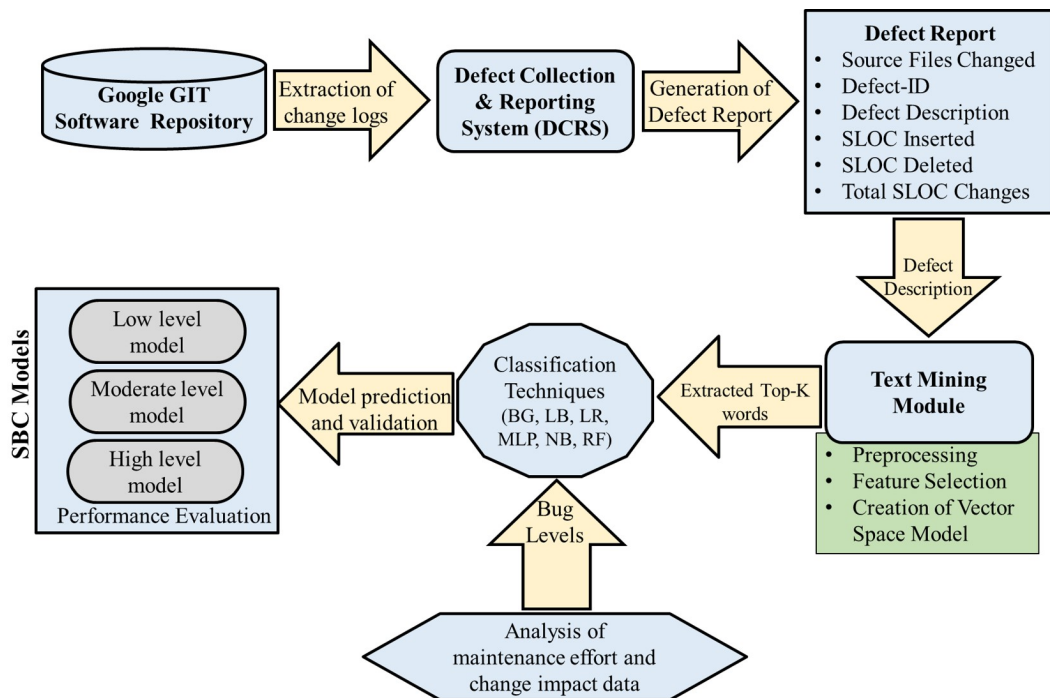 Google GIT
Software Repository
Extraction of
change logs
Defect Collection
& Reporting
System (DCRS)
Generation of
Defect Report
Defect Report
• Source Files Changed
• Defect-ID
• Defect Description
• SLOC Inserted
• SLOC Deleted
• Total SLOC Changes
Defect
Description
Text Mining
Module
• Preprocessing
• Feature Selection
• Creation of Vector
Space Model
Extracted Top-K
words
Classification
Techniques
(BG, LB, LR,
MLP, NB, RF)
Bug
Levels
Analysis of
maintenance effort and
change impact data
Model prediction
and validation
SBC Models
Low level
model
Moderate level
model
High level
model
Performance Evaluation